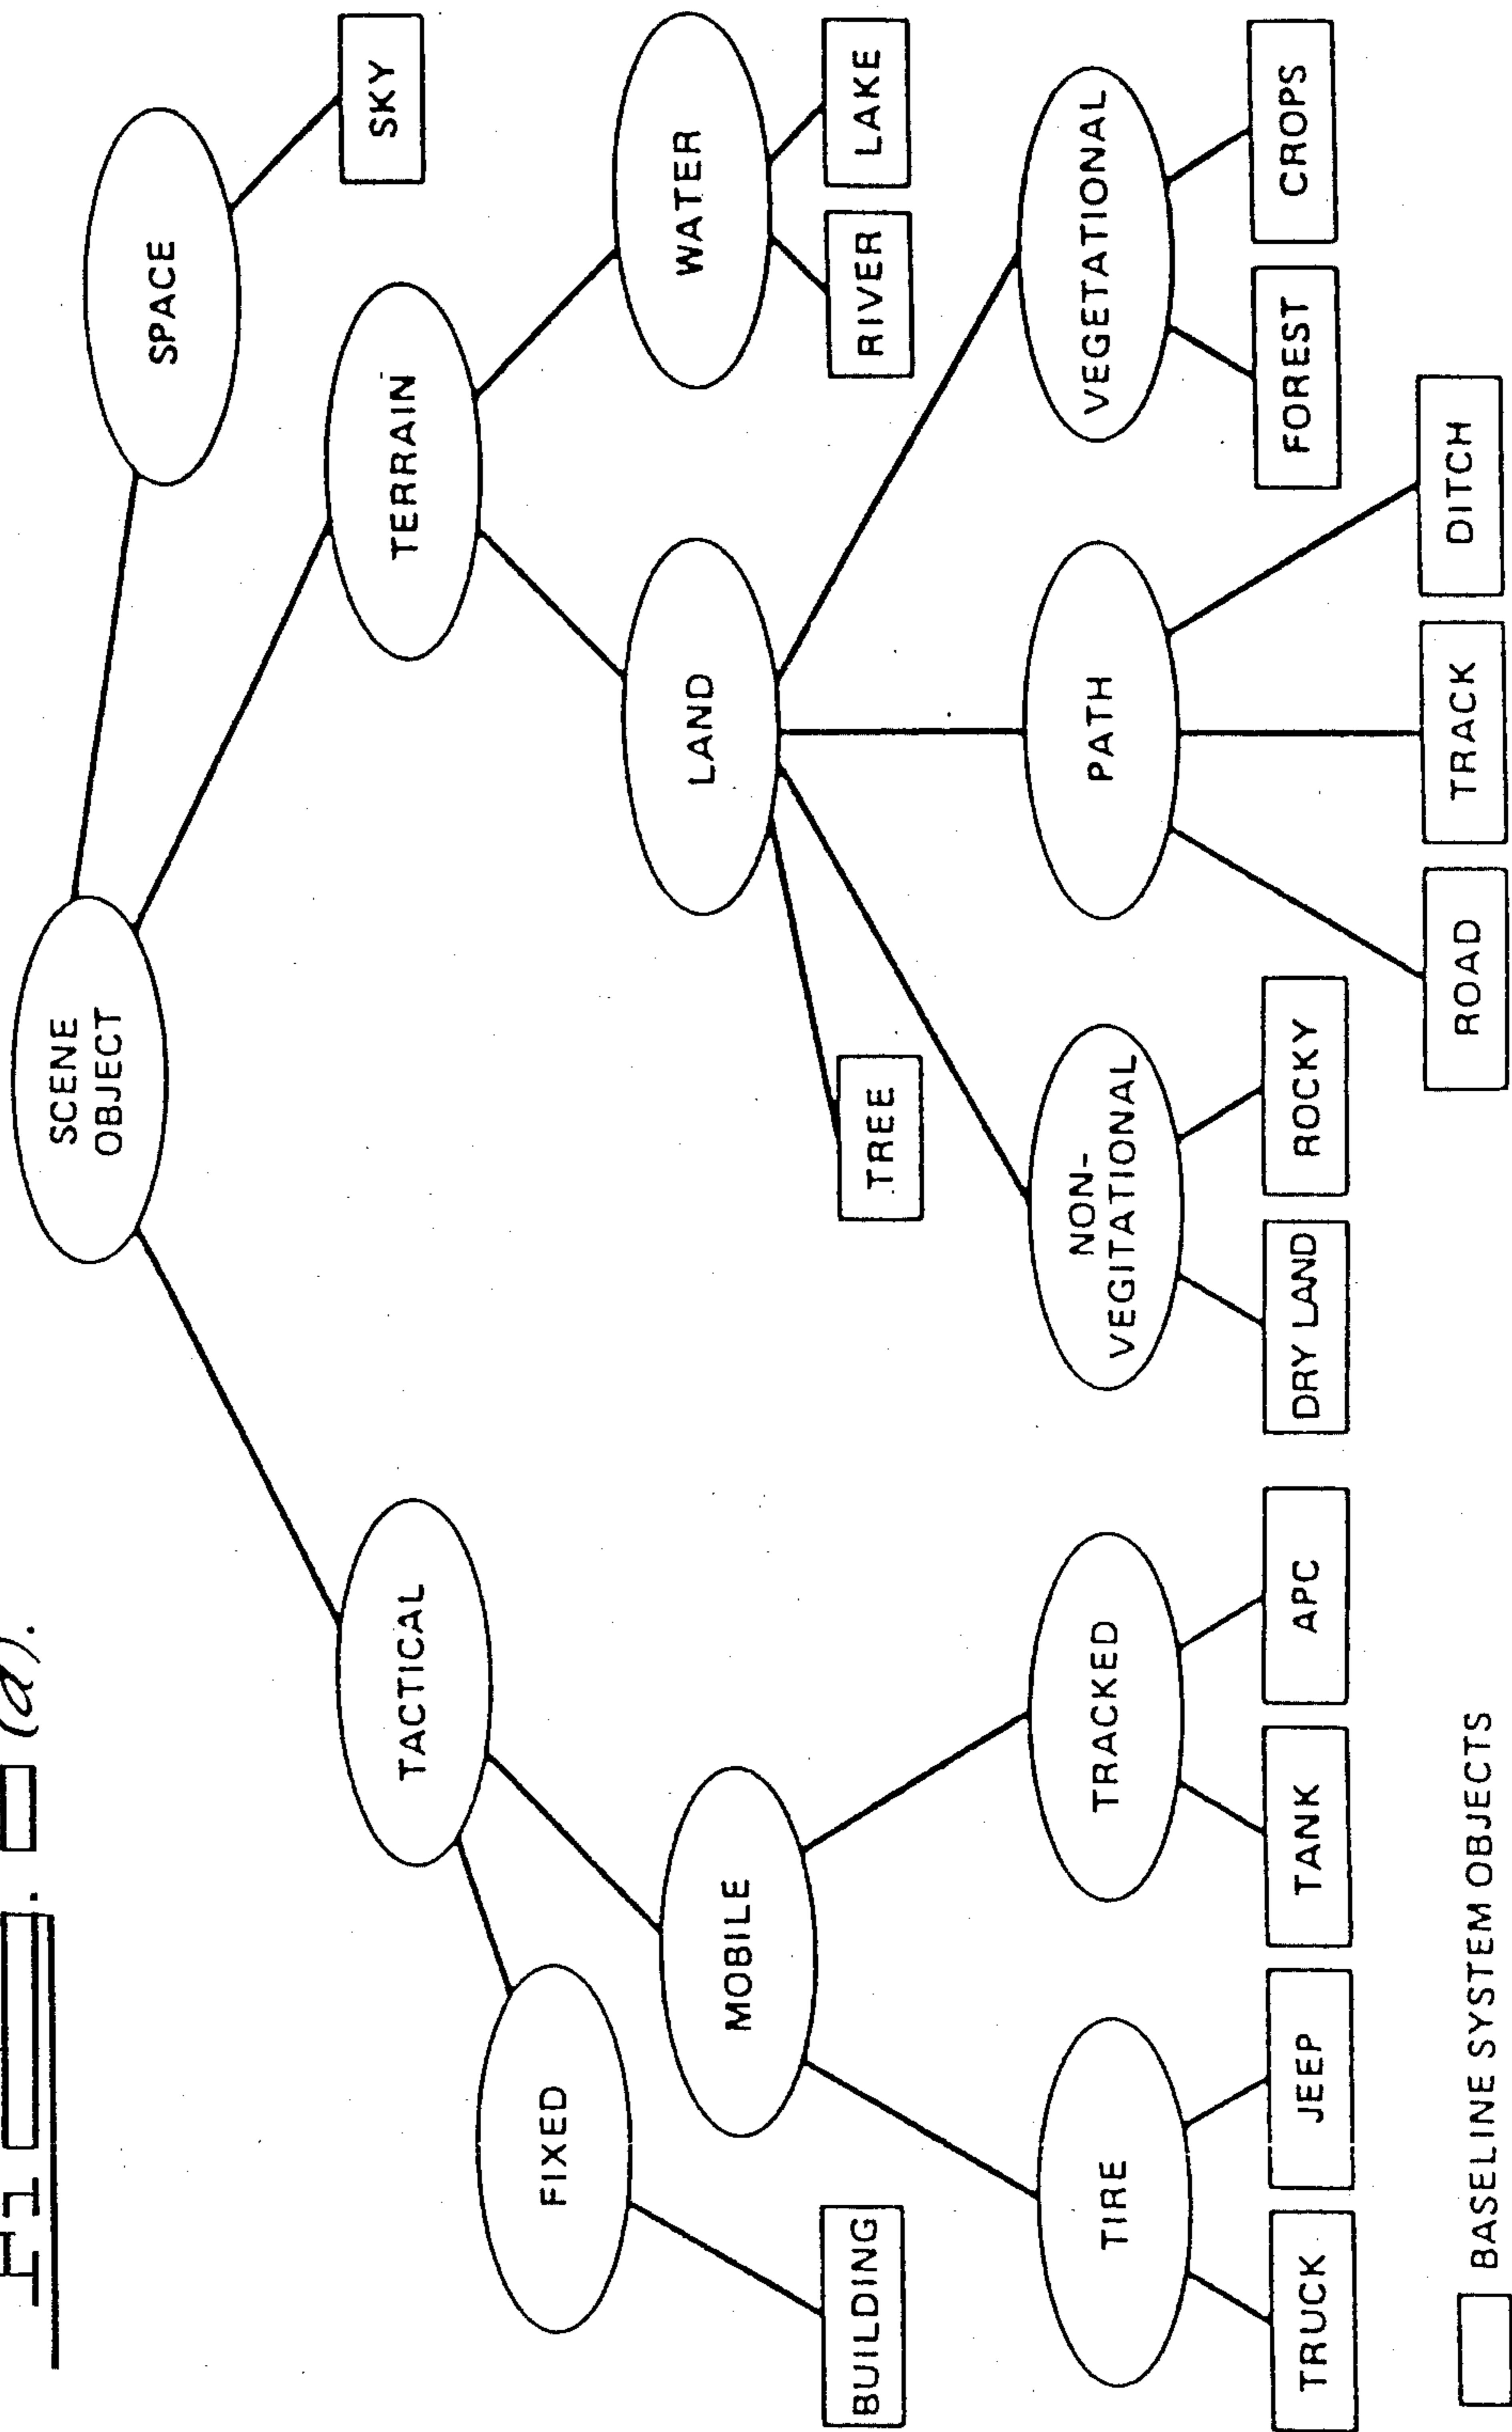 (a).
SCENE
OBJECT
SPACE
SKY
TACTICAL
TERRAIN
FIXED
MOBILE
LAND
WATER
BUILDING
TREE
RIVER
LAKE
TIRE
TRACKED
NON-
VEGITATIONAL
PATH
VEGETATIONAL
TRUCK
JEEP
TANK
APC
DRY LAND
ROCKY
FOREST
CROPS
ROAD
TRACK
DITCH
BASELINE SYSTEM OBJECTS